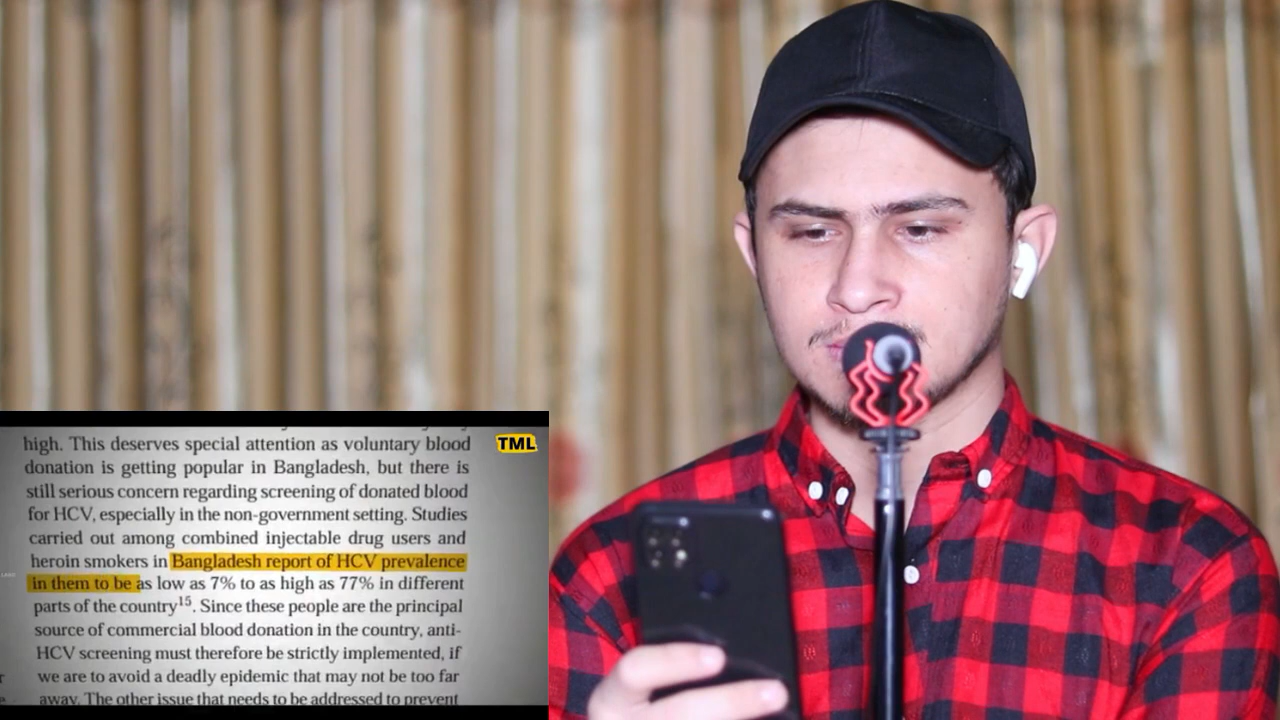 high. This deserves special attention as voluntary blood
TML
donation is getting popular in Bangladesh, but there is
still serious concern regarding screening of donated blood
for HCV, especially in the non-government setting. Studies
carried out among combined injectable drug users and
heroin smokers in Bangladesh report of HCV prevalence
in them to be as low as 7% to as high as 77% in different
parts of the country15. Since these people are the principal
source of commercial blood donation in the country, anti-
HCV screening must therefore be strictly implemented, if
we are to avoid a deadly epidemic that may not be too far
away. The other issue that needs to be addressed to prevent